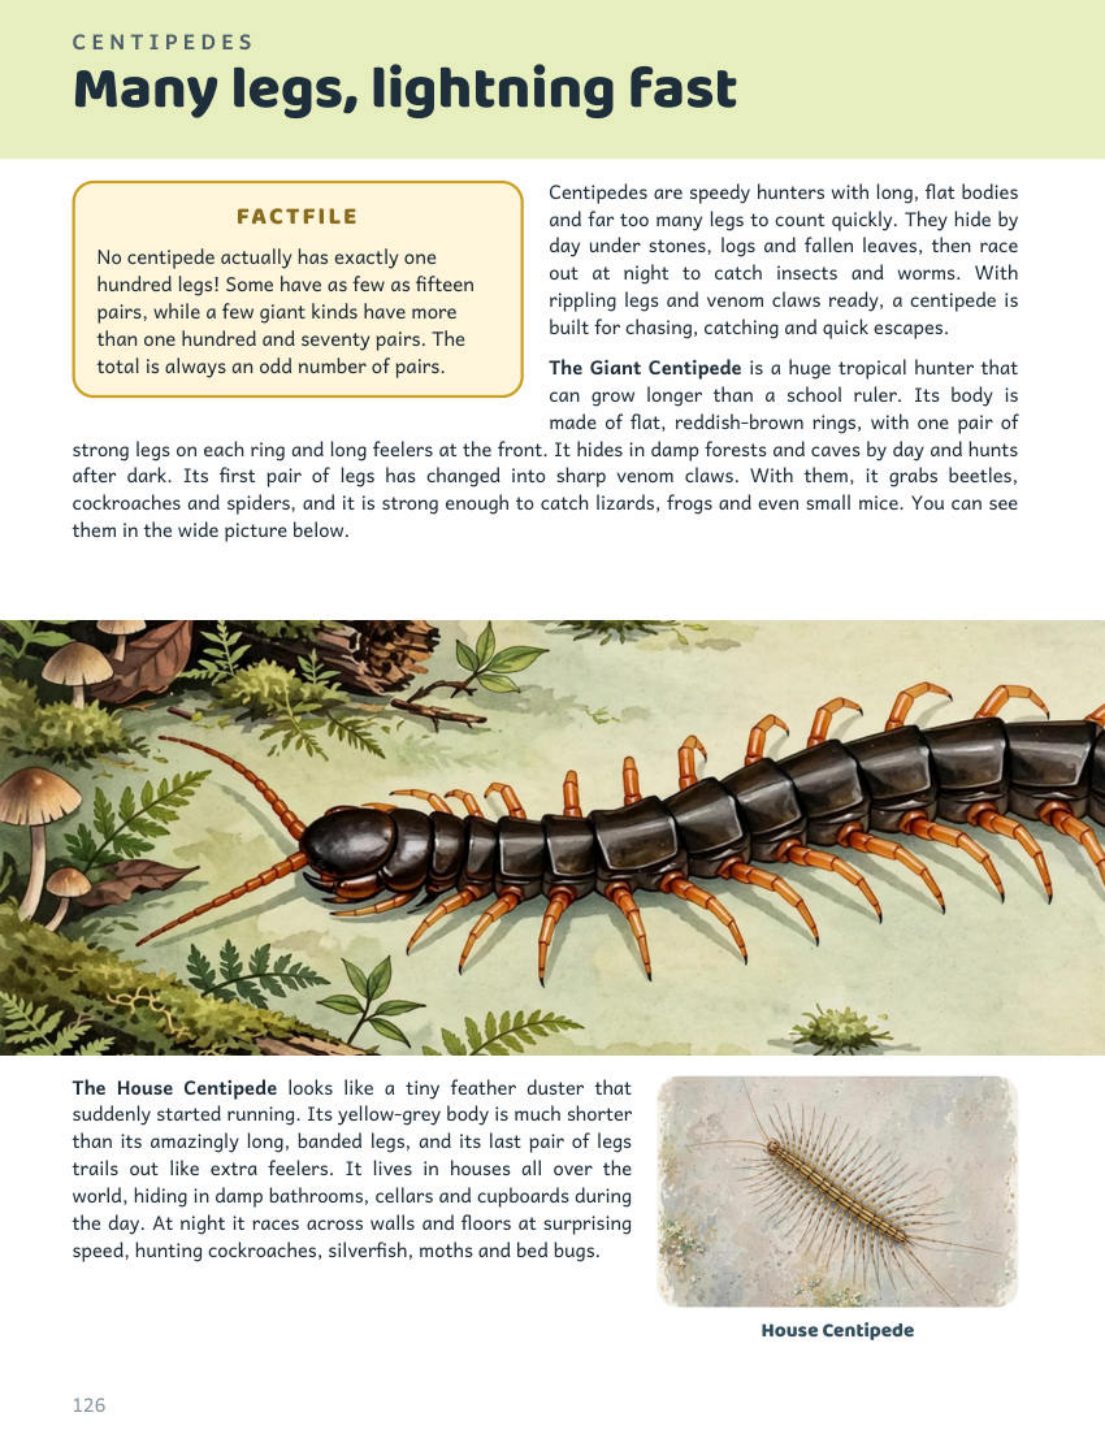 CENTIPEDES
Many legs, lightning fast
FACTFILE
No centipede actually has exactly one
hundred legs! Some have as few as fifteen
pairs, while a few giant kinds have more
than one hundred and seventy pairs. The
total is always an odd number of pairs.
Centipedes are speedy hunters with long, flat bodies
and far too many legs to count quickly. They hide by
day under stones, logs and fallen leaves, then race
out at night to catch insects and worms. With
rippling legs and venom claws ready, a centipede is
built for chasing, catching and quick escapes.
The Giant Centipede is a huge tropical hunter that
can grow longer than a school ruler. Its body is
made of flat, reddish-brown rings, with one pair of
strong legs on each ring and long feelers at the front. It hides in damp forests and caves by day and hunts
after dark. Its first pair of legs has changed into sharp venom claws. With them, it grabs beetles,
cockroaches and spiders, and it is strong enough to catch lizards, frogs and even small mice. You can see
them in the wide picture below.
The House Centipede looks like a tiny feather duster that
suddenly started running. Its yellow-grey body is much shorter
than its amazingly long, banded legs, and its last pair of legs
trails out like extra feelers. It lives in houses all over the
world, hiding in damp bathrooms, cellars and cupboards during
the day. At night it races across walls and floors at surprising
speed, hunting cockroaches, silverfish, moths and bed bugs.
House Centipede
126